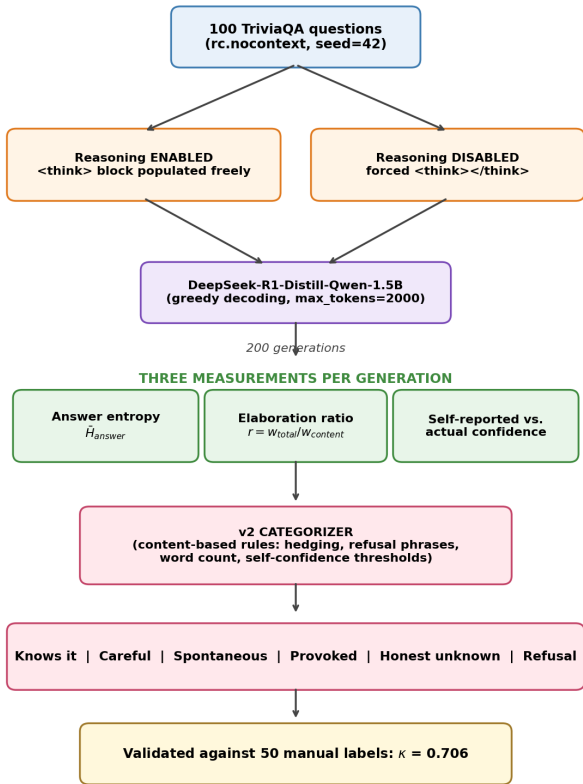 100 TriviaQA questions
(rc.nocontext, seed=42)
Reasoning ENABLED
<think> block populated freely
Reasoning DISABLED
forced <think></think>
DeepSeek-R1-Distill-Qwen-1.5B
(greedy decoding, max_tokens=2000)
200 generations
THREE MEASUREMENTS PER GENERATION
Answer entropy
H̄_answer
Elaboration ratio
r = w_total/w_content
Self-reported vs.
actual confidence
v2 CATEGORIZER
(content-based rules: hedging, refusal phrases,
word count, self-confidence thresholds)
Knows it | Careful | Spontaneous | Provoked | Honest unknown | Refusal
Validated against 50 manual labels: κ = 0.706